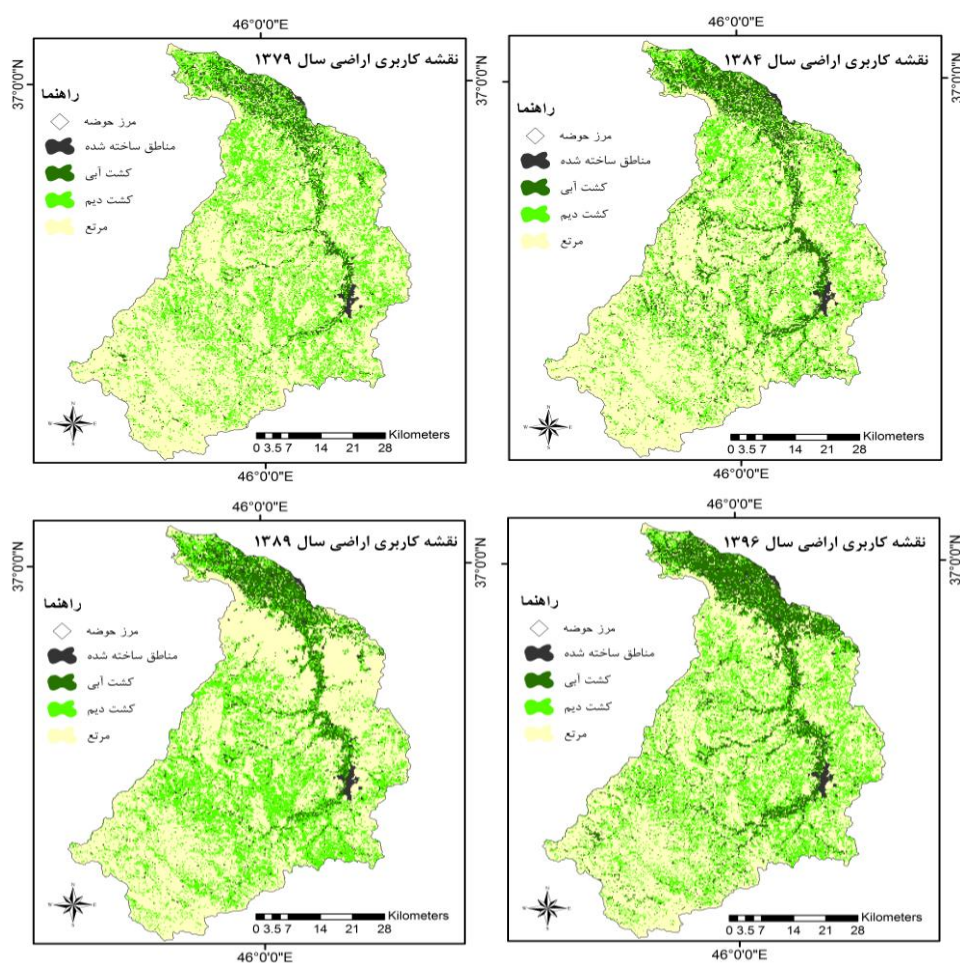 46°0'0"E
نقشه کاربری اراضی سال ۱۳۷۹
37°0'0"N
راهنما
مرز حوضه
مناطق ساخته شده
کشت آبی
کشت دیم
مرتع
Kilometers
0 3.5 7 14 21 28
46°0'0"E
46°0'0"E
نقشه کاربری اراضی سال ۱۳۸۴
37°0'0"N
راهنما
مرز حوضه
مناطق ساخته شده
کشت آبی
کشت دیم
مرتع
Kilometers
0 3.5 7 14 21 28
46°0'0"E
46°0'0"E
نقشه کاربری اراضی سال ۱۳۸۹
37°0'0"N
راهنما
مرز حوضه
مناطق ساخته شده
کشت آبی
کشت دیم
مرتع
Kilometers
0 3.5 7 14 21 28
46°0'0"E
46°0'0"E
نقشه کاربری اراضی سال ۱۳۹۶
37°0'0"N
راهنما
مرز حوضه
مناطق ساخته شده
کشت آبی
کشت دیم
مرتع
Kilometers
0 3.5 7 14 21 28
46°0'0"E